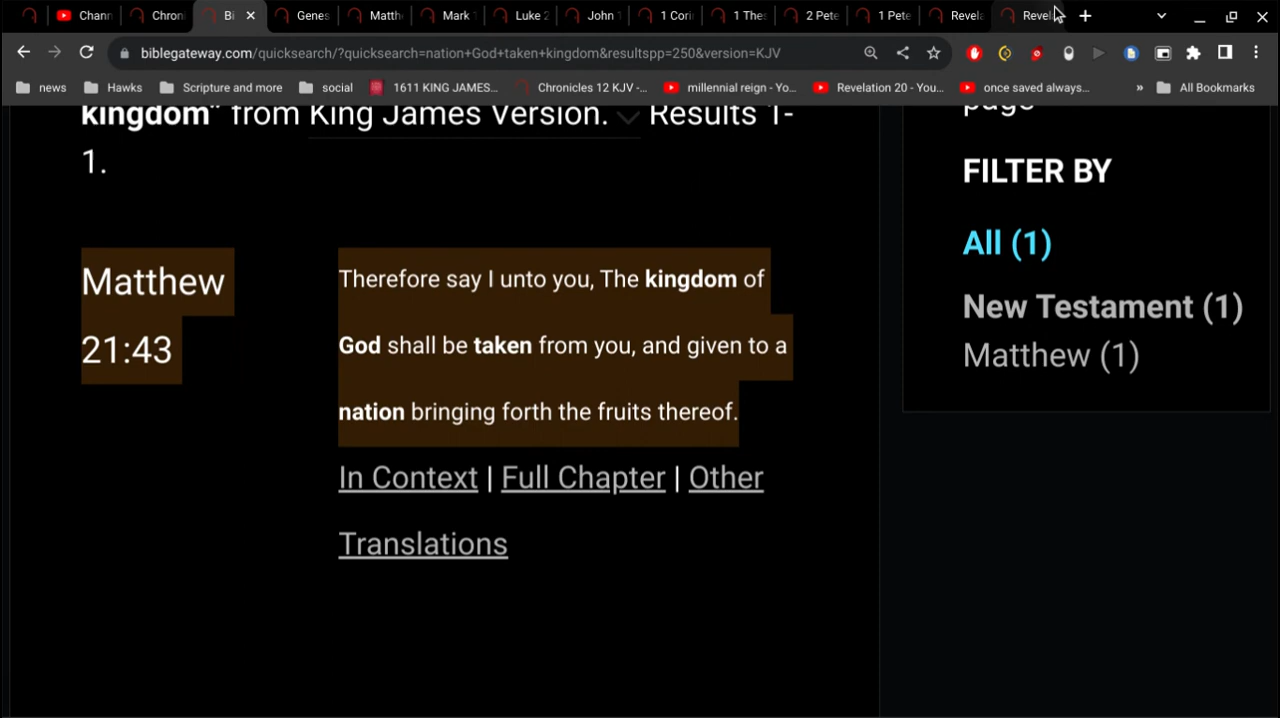 Chann
Chroni
Bi
Genes
Matth
Mark
Luke 2
John
1 Corin
1 Thes
2 Pete
1 Pete
Revela
Revel
biblegateway.com/quicksearch/?quicksearch=nation+God+taken+kingdom&resultspp=250&version=KJV
news
Hawks
Scripture and more
social
1611 KING JAMES...
Chronicles 12 KJV -...
millennial reign - Yo...
Revelation 20 - You...
once saved always...
»
All Bookmarks
kingdom" from King James Version. Results 1-
1.
page
FILTER BY
All (1)
New Testament (1)
Matthew (1)
Matthew
21:43
Therefore say I unto you, The kingdom of
God shall be taken from you, and given to a
nation bringing forth the fruits thereof.
In Context | Full Chapter | Other
Translations